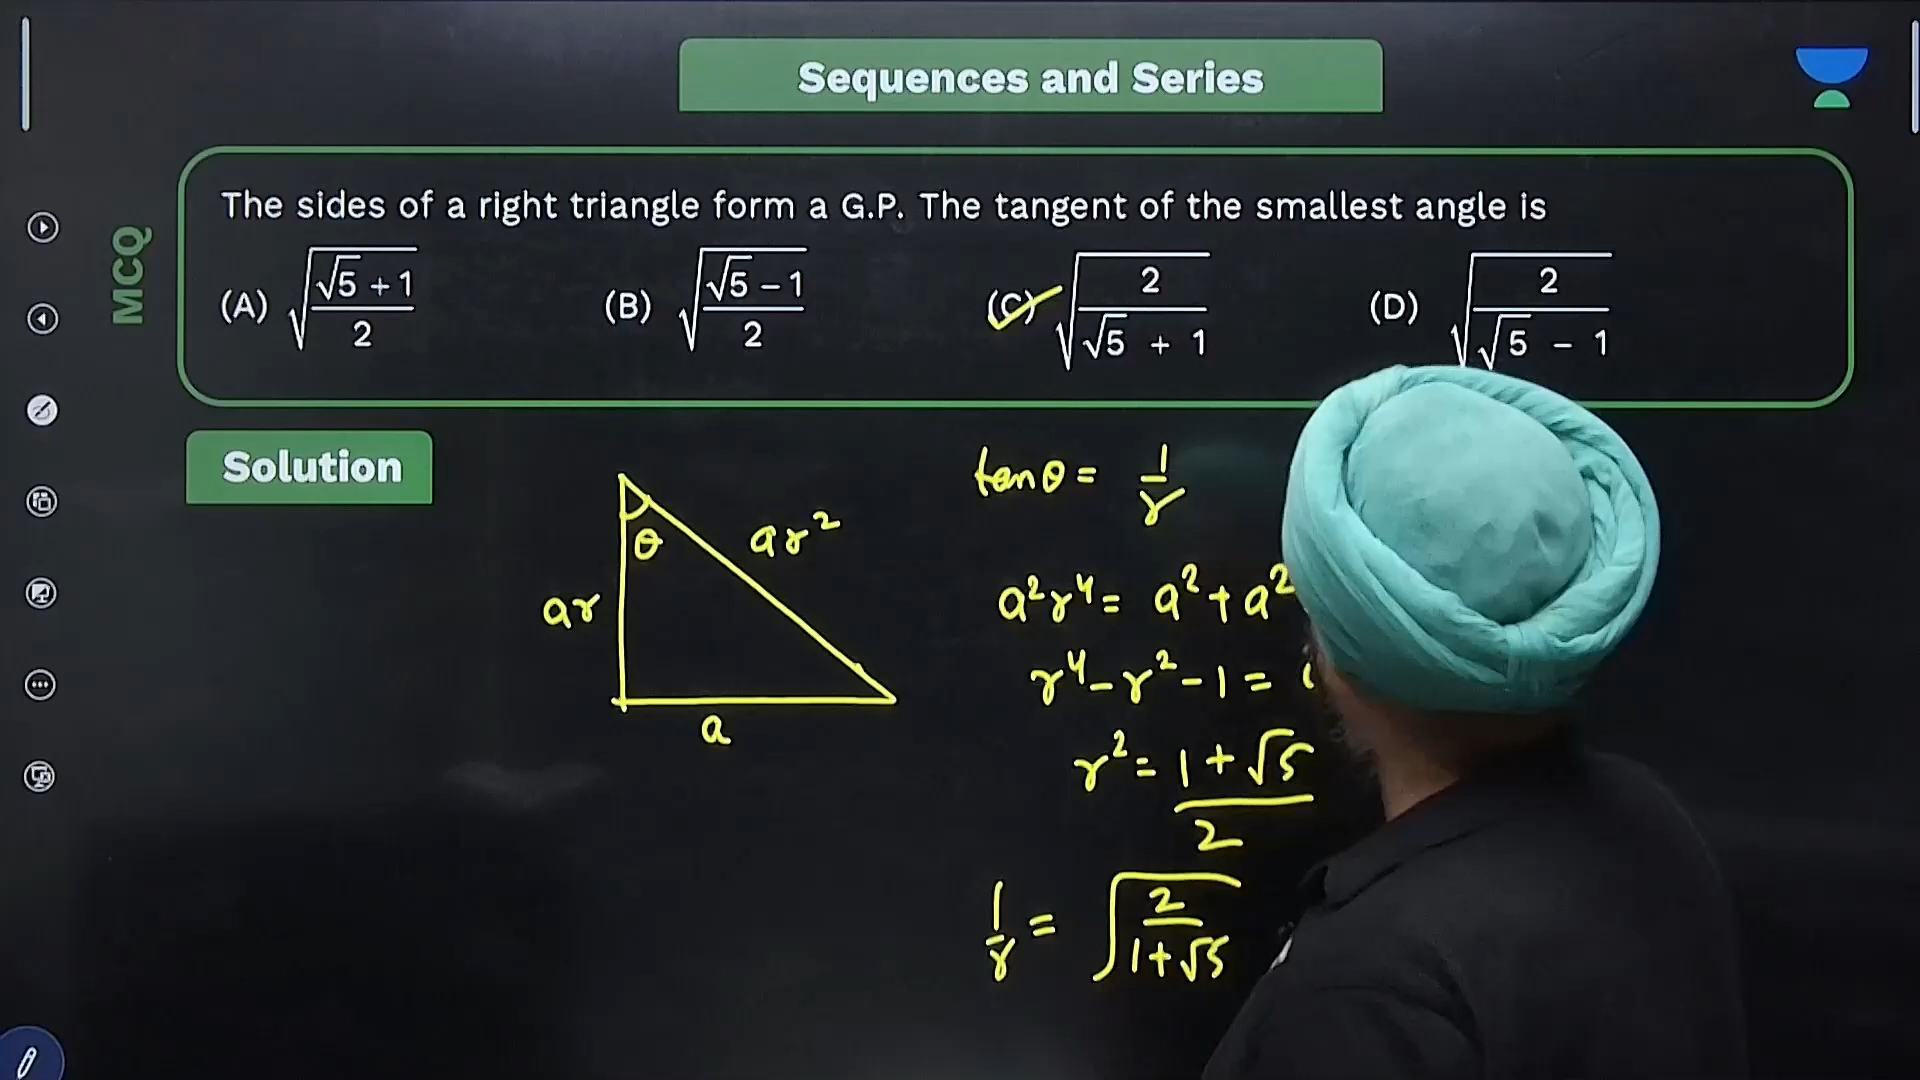 Sequences and Series
MCQ
The sides of a right triangle form a G.P. The tangent of the smallest angle is
(A) √((√5 + 1)/2) (B) √((√5 – 1)/2) (C) √(2/(√5 + 1)) (D) √(2/(√5 – 1))
Solution
θ
ar
ar²
a
tanθ = 1/r
a²r⁴ = a² + a²
r⁴ – r² – 1 =
r² = (1 + √5)/2
1/r = √(2/(1+√5))